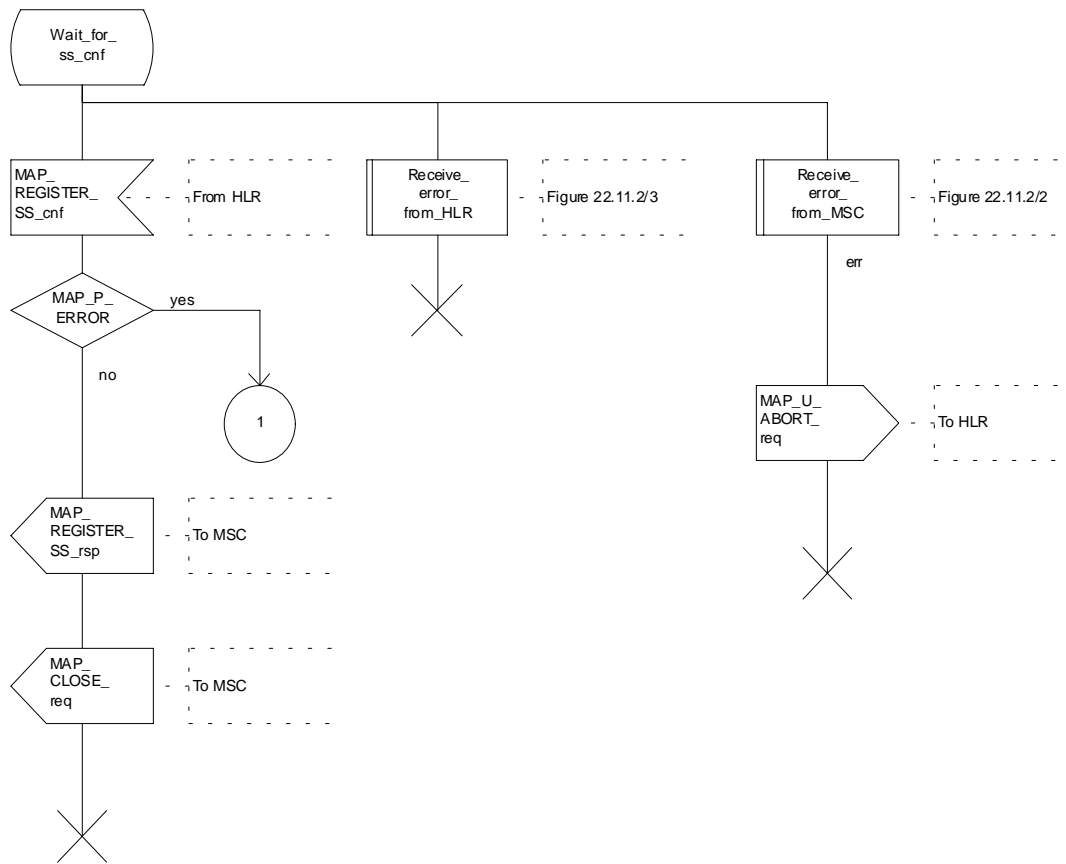 Wait_for_
ss_cnf
MAP_
REGISTER_
SS_cnf
From HLR
Receive_
error_
from_HLR
Figure 22.11.2/3
Receive_
error_
from_MSC
Figure 22.11.2/2
err
MAP_P_
ERROR
yes
no
1
MAP_U_
ABORT_
req
To HLR
MAP_
REGISTER_
SS_rsp
To MSC
MAP_
CLOSE_
req
To MSC